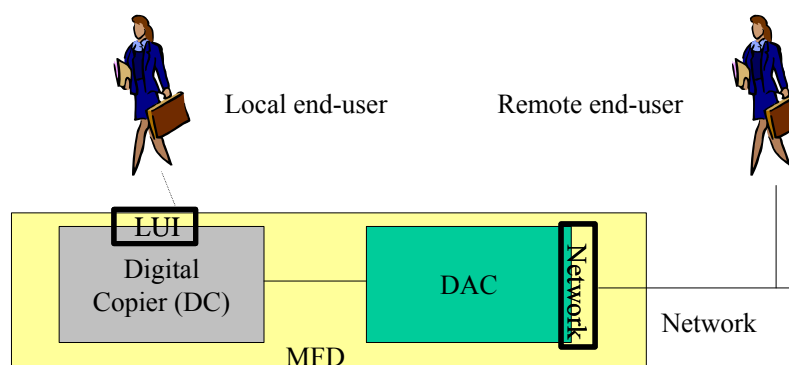 Local end-user
Remote end-user
LUI
Digital
Copier (DC)
DAC
Network
Network
MFD